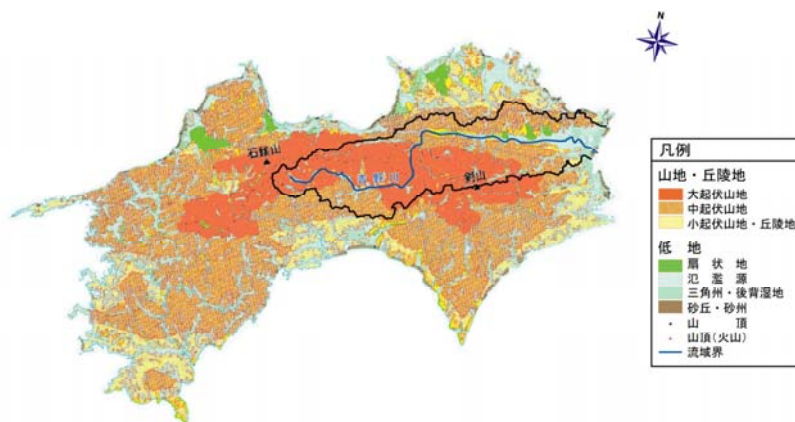 N
石鎚山
吉野川
剣山
凡例
山地・丘陵地
大起伏山地
中起伏山地
小起伏山地・丘陵地
低 地
扇 状 地
氾 濫 源
三角州・後背湿地
砂丘・砂州
山 頂
山頂(火山)
流域界